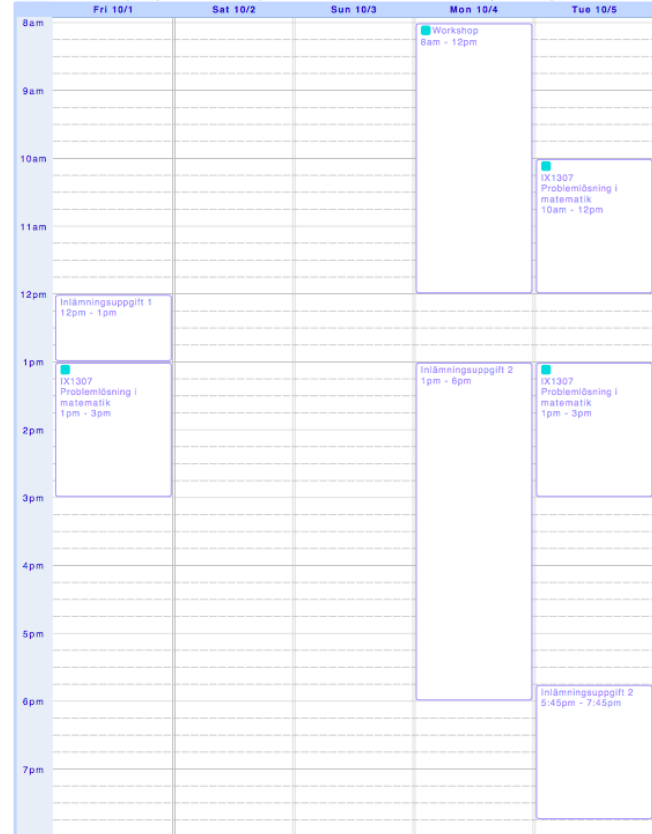 Fri 10/1 Sat 10/2 Sun 10/3 Mon 10/4 Tue 10/5
8am
9am
10am
11am
12pm
1pm
2pm
3pm
4pm
5pm
6pm
7pm
Inlämningsuppgift 1
12pm - 1pm
IX1307
Problemlösning i
matematik
1pm - 3pm
Workshop
8am - 12pm
Inlämningsuppgift 2
1pm - 6pm
IX1307
Problemlösning i
matematik
10am - 12pm
IX1307
Problemlösning i
matematik
1pm - 3pm
Inlämningsuppgift 2
5:45pm - 7:45pm